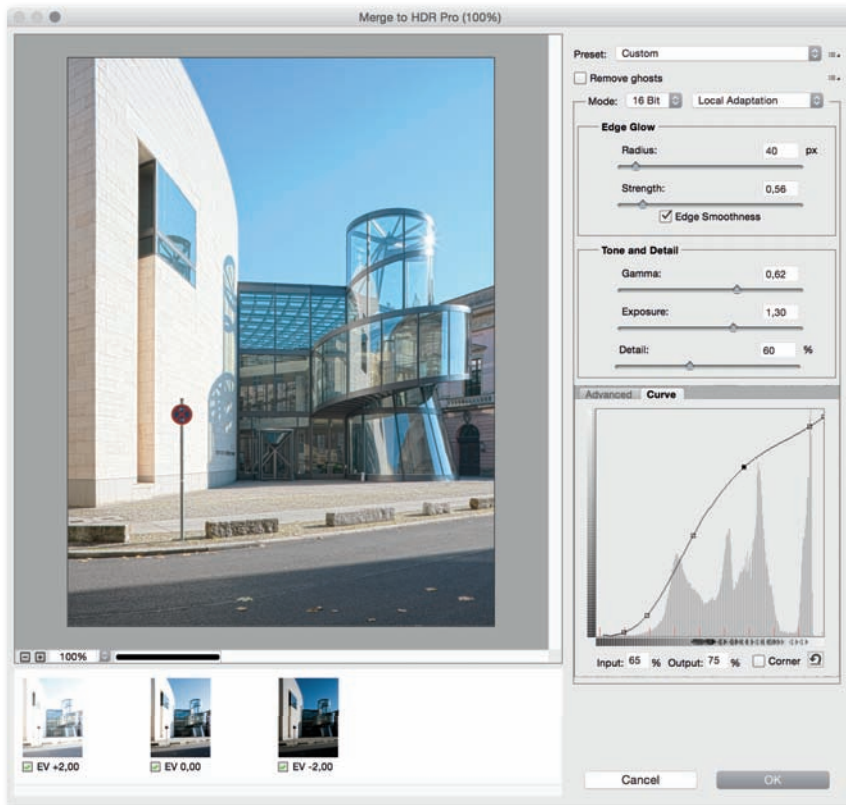 Merge to HDR Pro (100%)
Preset: Custom
Remove ghosts
Mode: 16 Bit Local Adaptation
Edge Glow
Radius: 40 px
Strength: 0,56
Edge Smoothness
Tone and Detail
Gamma: 0,62
Exposure: 1,30
Detail: 60 %
Advanced Curve
Input: 65 % Output: 75 % Corner
100%
EV +2,00 EV 0,00 EV -2,00
Cancel OK